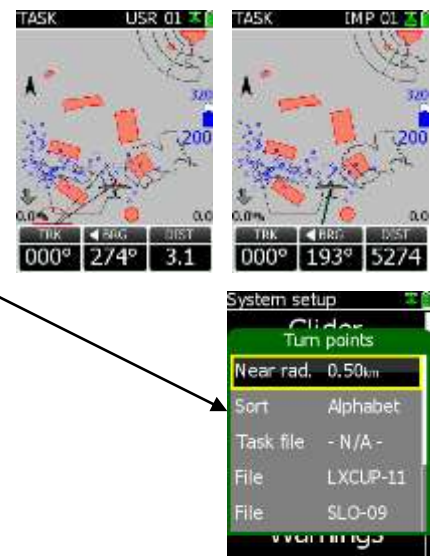 TASK USR 01
320
200
0.0% 0.0
TRK BRG DIST
000° 274° 3.1
TASK IMP 01
320
200
0.0% 0.0
TRK BRG DIST
000° 193° 5274
System setup
Glider
Turn points
Near rad. 0.50km
Sort Alphabet
Task file - N/A -
File LXCUP-11
File SLO-09
Warnings